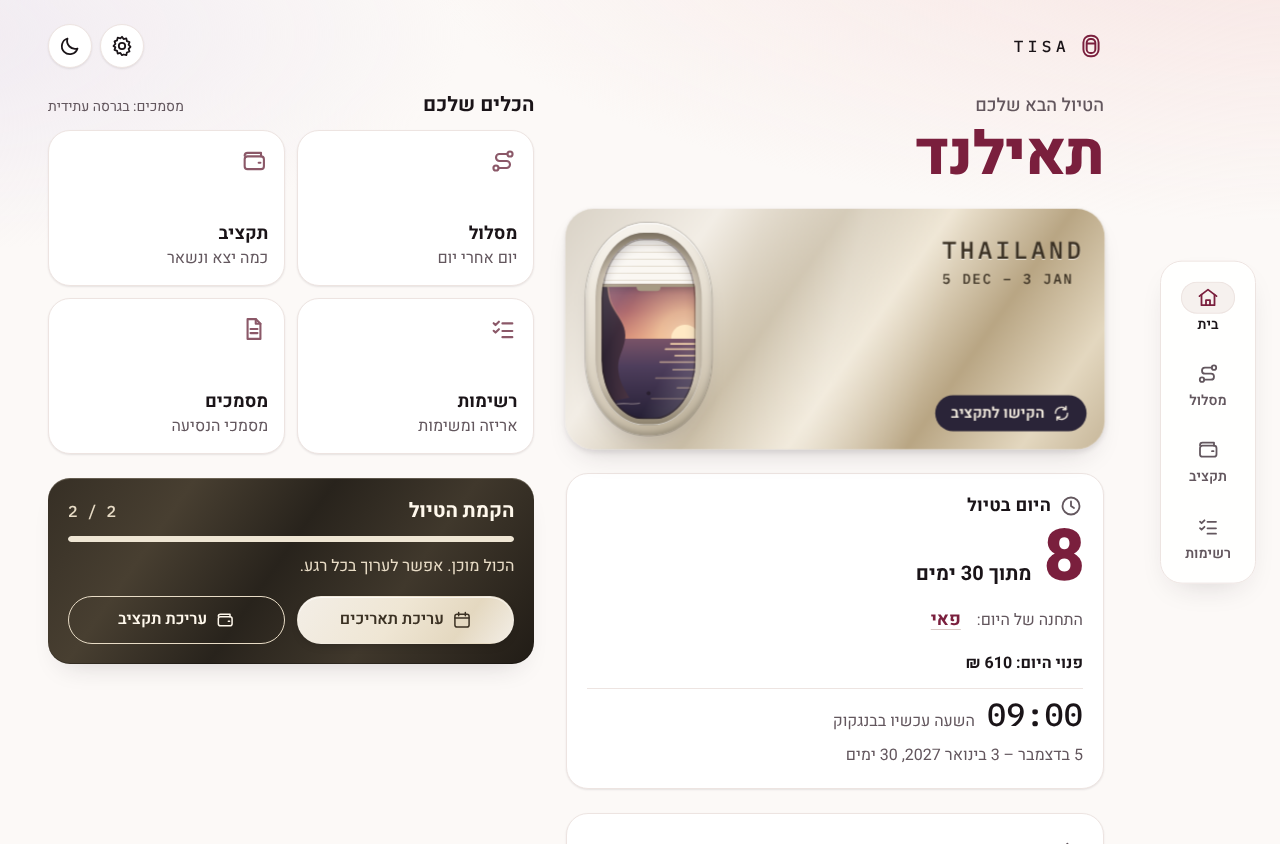 TISA
הטיול הבא שלכם
תאילנד
THAILAND
5 DEC – 3 JAN
הקישו לתקציב
היום בטיול
8 מתוך 30 ימים
התחנה של היום: פאי
פנוי היום: 610 ₪
09:00 השעה עכשיו בבנגקוק
5 בדצמבר – 3 בינואר 2027, 30 ימים
הכלים שלכם
מסמכים: בגרסה עתידית
מסלול
יום אחרי יום
תקציב
כמה יצא ונשאר
רשימות
אריזה ומשימות
מסמכים
מסמכי הנסיעה
הקמת הטיול
2 / 2
הכול מוכן. אפשר לערוך בכל רגע.
עריכת תאריכים
עריכת תקציב
בית
מסלול
תקציב
רשימות